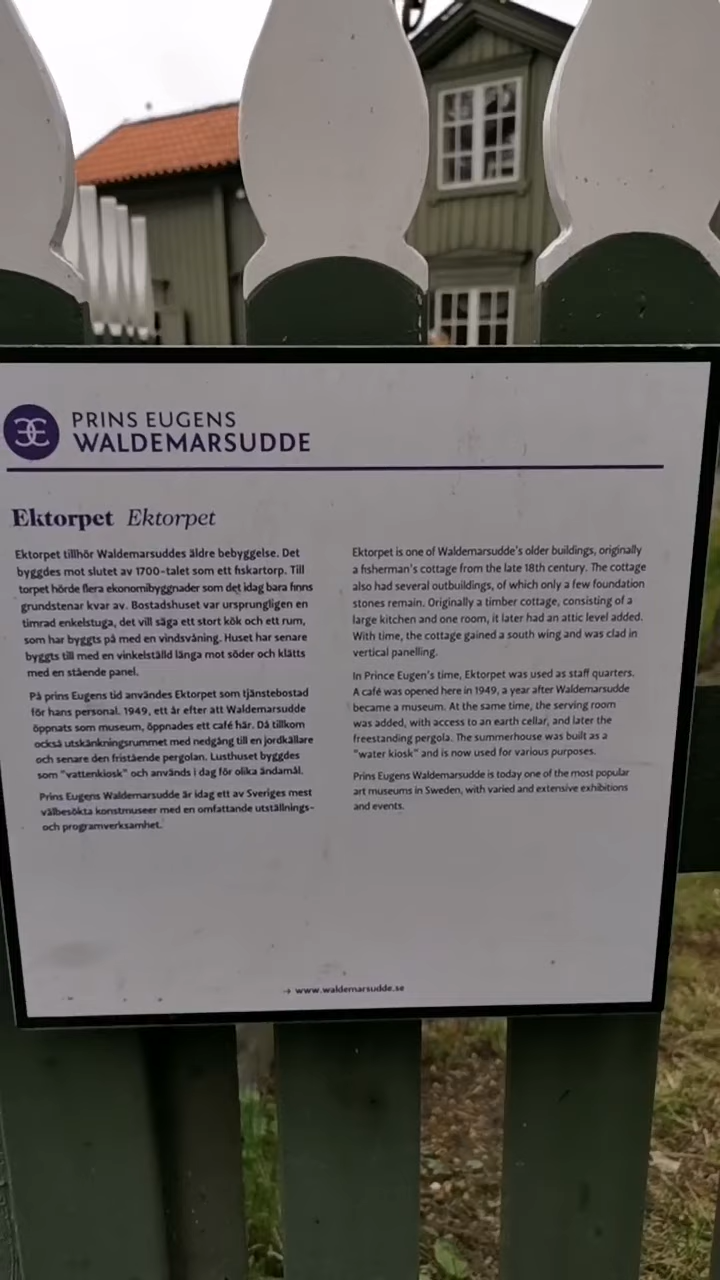 PRINS EUGENS
WALDEMARSUDDE
Ektorpet Ektorpet
Ektorpet tillhör Waldemarsuddes äldre bebyggelse. Det
byggdes mot slutet av 1700-talet som ett fiskartorp. Till
torpet hörde flera ekonomibyggnader som det idag bara finns
grundstenar kvar av. Bostadshuset var ursprungligen en
timrad enkelstuga, det vill säga ett stort kök och ett rum,
som har byggts på med en vindsvåning. Huset har senare
byggts till med en vinkelställd länga mot söder och klätts
med en stående panel.
På prins Eugens tid användes Ektorpet som tjänstebostad
för hans personal. 1949, ett år efter att Waldemarsudde
öppnats som museum, öppnades ett café här. Då tillkom
också utskänkningsrummet med nedgång till en jordkällare
och senare den fristående pergolan. Lusthuset byggdes
som "vattenkiosk" och används i dag för olika ändamål.
Prins Eugens Waldemarsudde är idag ett av Sveriges mest
välbesökta konstmuseer med en omfattande utställnings-
och programverksamhet.
Ektorpet is one of Waldemarsudde's older buildings, originally
a fisherman's cottage from the late 18th century. The cottage
also had several outbuildings, of which only a few foundation
stones remain. Originally a timber cottage, consisting of a
large kitchen and one room, it later had an attic level added.
With time, the cottage gained a south wing and was clad in
vertical panelling.
In Prince Eugen's time, Ektorpet was used as staff quarters.
A café was opened here in 1949, a year after Waldemarsudde
became a museum. At the same time, the serving room
was added, with access to an earth cellar, and later the
freestanding pergola. The summerhouse was built as a
"water kiosk" and is now used for various purposes.
Prins Eugens Waldemarsudde is today one of the most popular
art museums in Sweden, with varied and extensive exhibitions
and events.
→ www.waldemarsudde.se